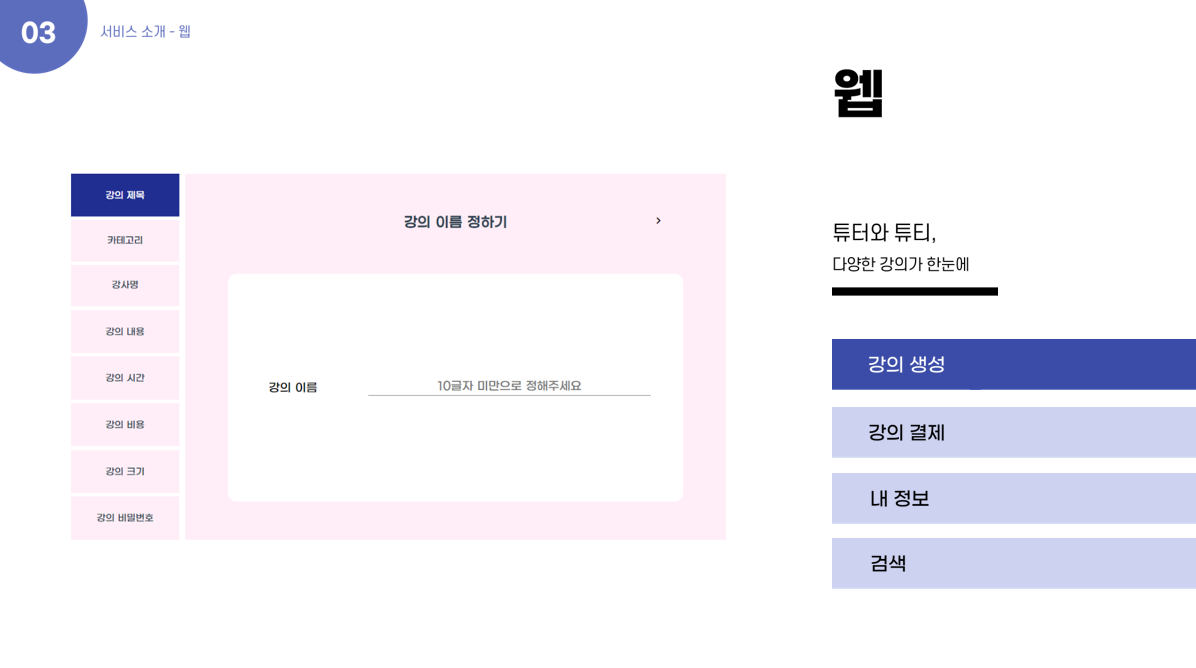 03
서비스 소개 - 웹
웹
강의 제목
카테고리
강사명
강의 내용
강의 시간
강의 비용
강의 크기
강의 비밀번호
강의 이름 정하기
강의 이름
10글자 미만으로 정해주세요
튜터와 튜티,
다양한 강의가 한눈에
강의 생성
강의 결제
내 정보
검색